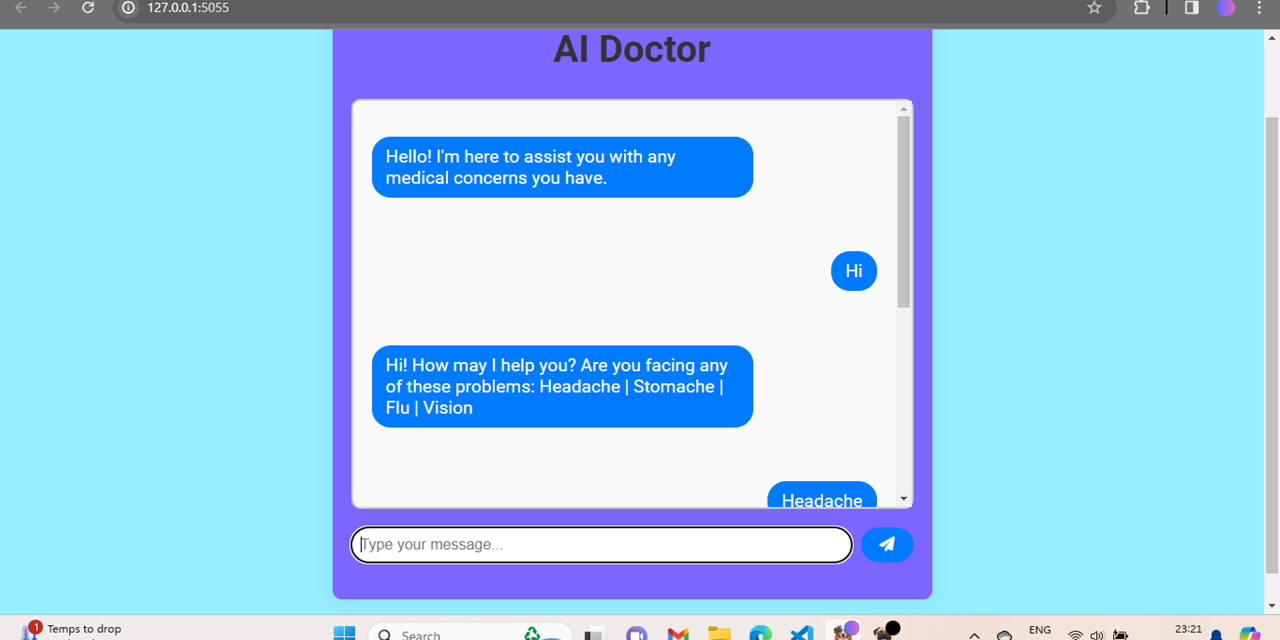 127.0.0.1:5055
AI Doctor
Hello! I'm here to assist you with any
medical concerns you have.
Hi
Hi! How may I help you? Are you facing any
of these problems: Headache | Stomache |
Flu | Vision
Headache
Type your message...
1
Temps to drop
Search
ENG
23:21